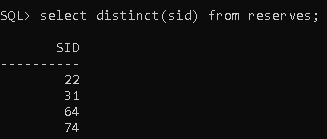 SQL> select distinct(sid) from reserves;
SID
----------
22
31
64
74